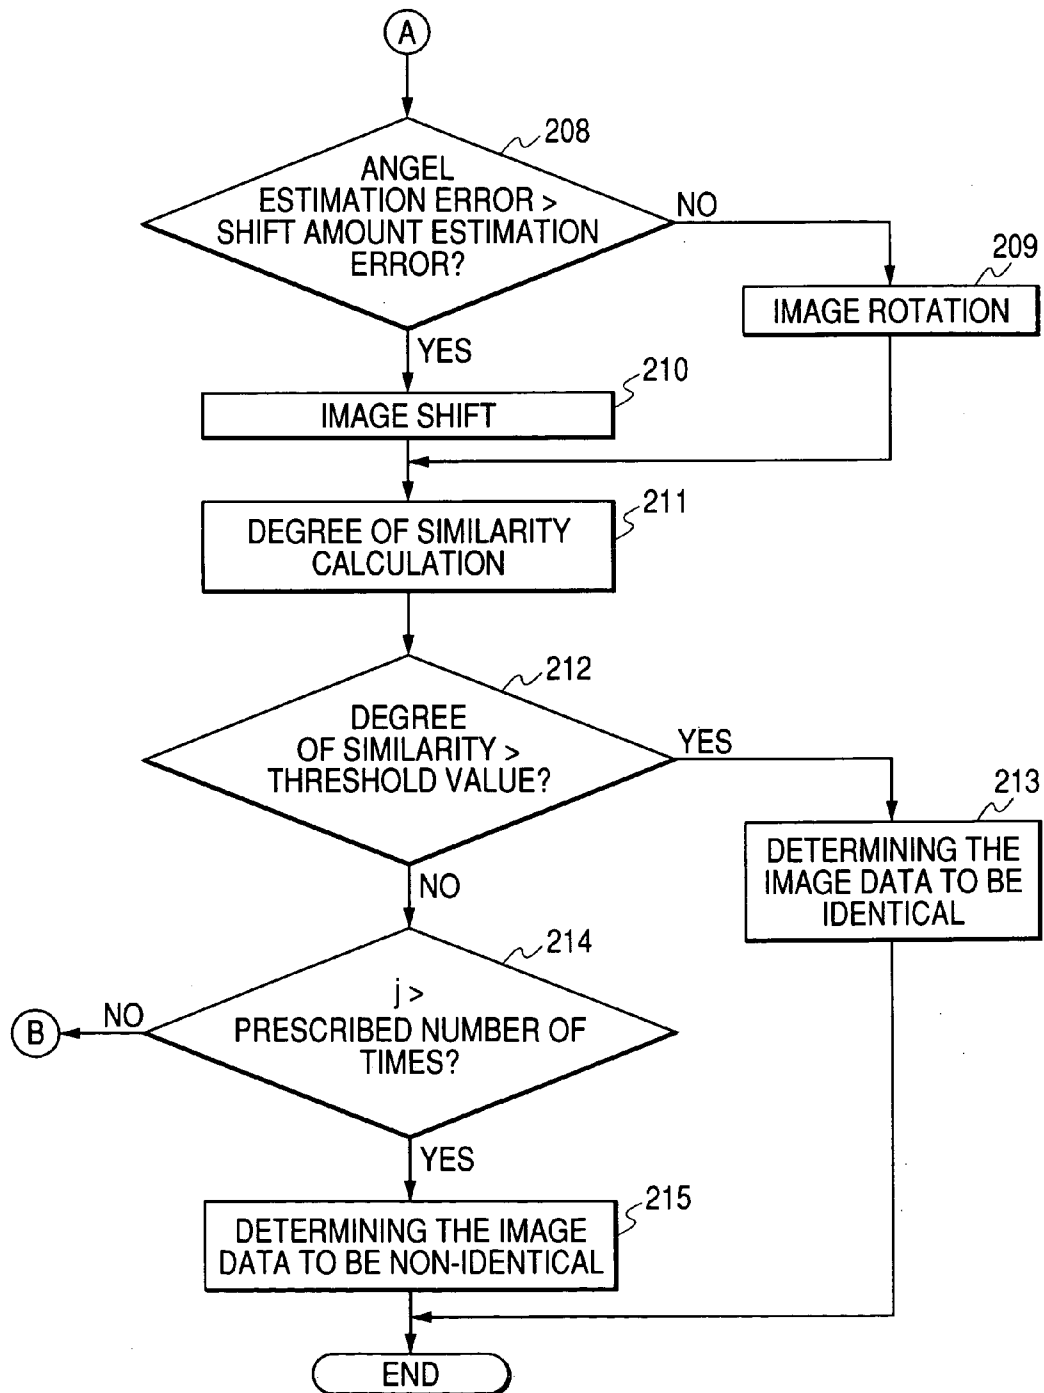 A
208
ANGEL
ESTIMATION ERROR >
SHIFT AMOUNT ESTIMATION
ERROR?
NO
209
IMAGE ROTATION
YES
210
IMAGE SHIFT
211
DEGREE OF SIMILARITY
CALCULATION
212
DEGREE
OF SIMILARITY >
THRESHOLD VALUE?
YES
213
DETERMINING THE
IMAGE DATA TO BE
IDENTICAL
NO
214
j >
PRESCRIBED NUMBER OF
TIMES?
NO
B
YES
215
DETERMINING THE IMAGE
DATA TO BE NON-IDENTICAL
END